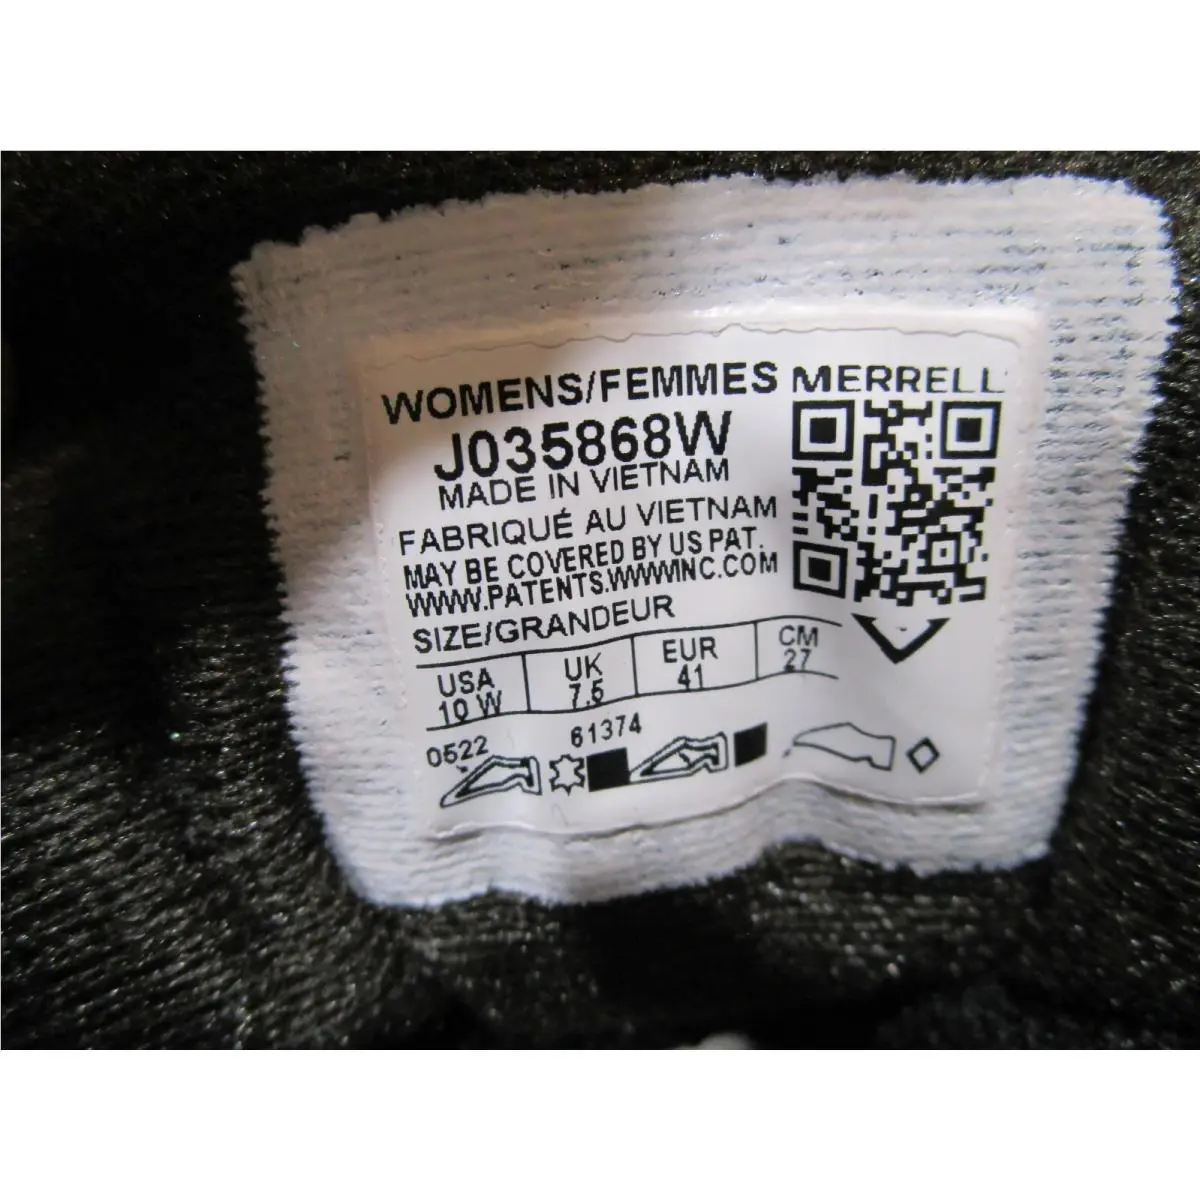 WOMENS/FEMMES MERRELL
J035868W
MADE IN VIETNAM
FABRIQUÉ AU VIETNAM
MAY BE COVERED BY US PAT.
WWW.PATENTS.WWWINC.COM
SIZE/GRANDEUR
USA UK EUR CM
10 W 7.5 41 27
0522 61374